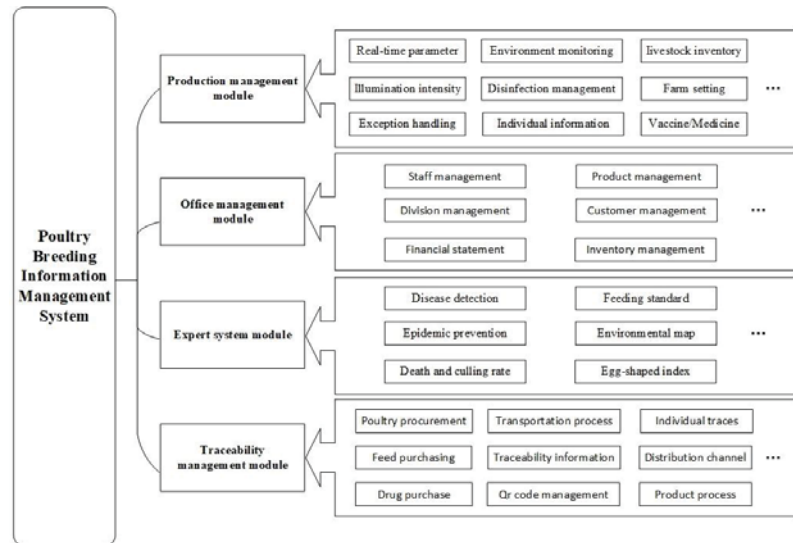 Poultry
Breeding
Information
Management
System
Production management
module
Real-time parameter
Environment monitoring
livestock inventory
Illumination intensity
Disinfection management
Farm setting
...
Exception handling
Individual information
Vaccine/Medicine
Office management
module
Staff management
Product management
Division management
Customer management
...
Financial statement
Inventory management
Expert system module
Disease detection
Feeding standard
Epidemic prevention
Environmental map
...
Death and culling rate
Egg-shaped index
Traceability
management module
Poultry procurement
Transportation process
Individual traces
Feed purchasing
Traceability information
Distribution channel
...
Drug purchase
Qr code management
Product process